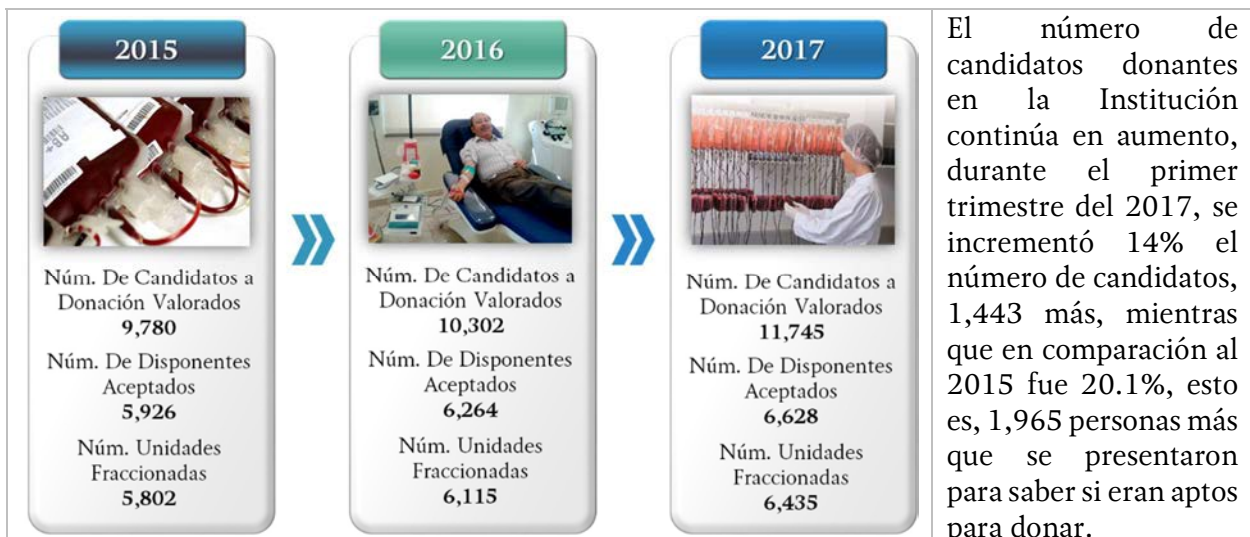 2015
Núm. De Candidatos a
Donación Valorados
9,780
Núm. De Disponentes
Aceptados
5,926
Núm. Unidades
Fraccionadas
5,802
2016
Núm. De Candidatos a
Donación Valorados
10,302
Núm. De Disponentes
Aceptados
6,264
Núm. Unidades
Fraccionadas
6,115
2017
Núm. De Candidatos a
Donación Valorados
11,745
Núm. De Disponentes
Aceptados
6,628
Núm. Unidades
Fraccionadas
6,435
El número de
candidatos donantes
en la Institución
continúa en aumento,
durante el primer
trimestre del 2017, se
incrementó 14% el
número de candidatos,
1,443 más, mientras
que en comparación al
2015 fue 20.1%, esto
es, 1,965 personas más
que se presentaron
para saber si eran aptos
para donar.